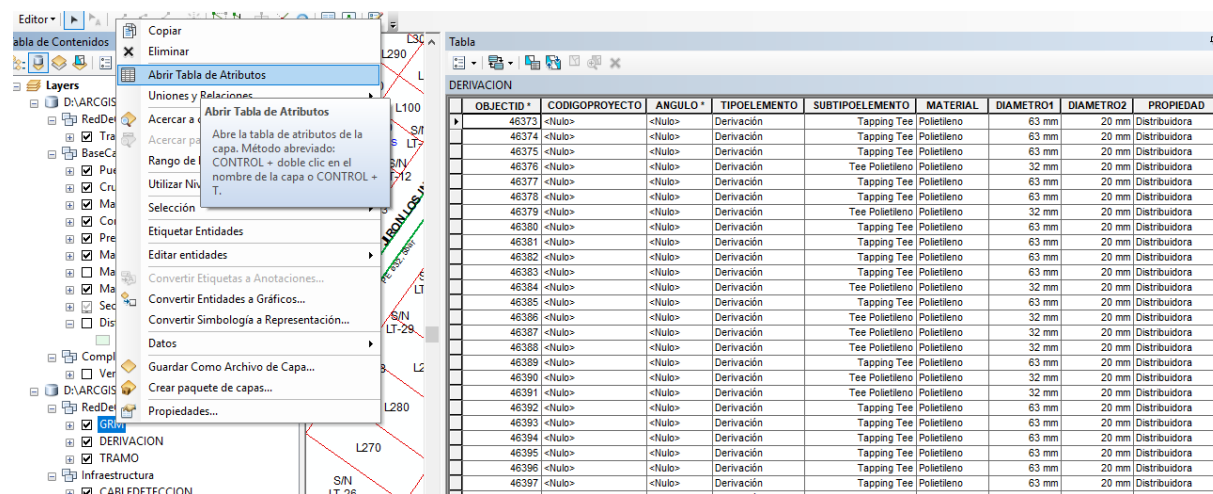 Editor
abla de Contenidos
Layers
D:\ARCGIS
RedDe
Tra
BaseCa
Pue
Cru
Ma
Co
Pre
Ma
Ma
Ma
Sec
Dis
Compl
Ver
D:\ARCGIS
RedDe
GRM
DERIVACION
TRAMO
Infraestructura
CABLEDETECCION
Copiar
Eliminar
Abrir Tabla de Atributos
Uniones y Relaciones
Acercar a
Acercar pa
Rango de
Utilizar Niv
Selección
Etiquetar Entidades
Editar entidades
Convertir Etiquetas a Anotaciones...
Convertir Entidades a Gráficos...
Convertir Simbología a Representación...
Datos
Guardar Como Archivo de Capa...
Crear paquete de capas...
Propiedades...
Abrir Tabla de Atributos
Abre la tabla de atributos de la
capa. Método abreviado:
CONTROL + doble clic en el
nombre de la capa o CONTROL +
T.
L290
L100
S/N
LT-29
L280
L270
S/N
LT-26
Tabla
DERIVACION
OBJECTID * CODIGOPROYECTO ANGULO * TIPOELEMENTO SUBTIPOELEMENTO MATERIAL DIAMETRO1 DIAMETRO2 PROPIEDAD
46373 <Nulo> <Nulo> Derivación Tapping Tee Polietileno 63 mm 20 mm Distribuidora
46374 <Nulo> <Nulo> Derivación Tapping Tee Polietileno 63 mm 20 mm Distribuidora
46375 <Nulo> <Nulo> Derivación Tapping Tee Polietileno 63 mm 20 mm Distribuidora
46376 <Nulo> <Nulo> Derivación Tee Polietileno Polietileno 32 mm 20 mm Distribuidora
46377 <Nulo> <Nulo> Derivación Tapping Tee Polietileno 63 mm 20 mm Distribuidora
46378 <Nulo> <Nulo> Derivación Tapping Tee Polietileno 63 mm 20 mm Distribuidora
46379 <Nulo> <Nulo> Derivación Tee Polietileno Polietileno 32 mm 20 mm Distribuidora
46380 <Nulo> <Nulo> Derivación Tapping Tee Polietileno 63 mm 20 mm Distribuidora
46381 <Nulo> <Nulo> Derivación Tapping Tee Polietileno 63 mm 20 mm Distribuidora
46382 <Nulo> <Nulo> Derivación Tapping Tee Polietileno 63 mm 20 mm Distribuidora
46383 <Nulo> <Nulo> Derivación Tapping Tee Polietileno 63 mm 20 mm Distribuidora
46384 <Nulo> <Nulo> Derivación Tee Polietileno Polietileno 32 mm 20 mm Distribuidora
46385 <Nulo> <Nulo> Derivación Tapping Tee Polietileno 63 mm 20 mm Distribuidora
46386 <Nulo> <Nulo> Derivación Tee Polietileno Polietileno 32 mm 20 mm Distribuidora
46387 <Nulo> <Nulo> Derivación Tee Polietileno Polietileno 32 mm 20 mm Distribuidora
46388 <Nulo> <Nulo> Derivación Tee Polietileno Polietileno 32 mm 20 mm Distribuidora
46389 <Nulo> <Nulo> Derivación Tapping Tee Polietileno 63 mm 20 mm Distribuidora
46390 <Nulo> <Nulo> Derivación Tee Polietileno Polietileno 32 mm 20 mm Distribuidora
46391 <Nulo> <Nulo> Derivación Tee Polietileno Polietileno 32 mm 20 mm Distribuidora
46392 <Nulo> <Nulo> Derivación Tapping Tee Polietileno 63 mm 20 mm Distribuidora
46393 <Nulo> <Nulo> Derivación Tapping Tee Polietileno 63 mm 20 mm Distribuidora
46394 <Nulo> <Nulo> Derivación Tapping Tee Polietileno 63 mm 20 mm Distribuidora
46395 <Nulo> <Nulo> Derivación Tapping Tee Polietileno 63 mm 20 mm Distribuidora
46396 <Nulo> <Nulo> Derivación Tapping Tee Polietileno 63 mm 20 mm Distribuidora
46397 <Nulo> <Nulo> Derivación Tapping Tee Polietileno 63 mm 20 mm Distribuidora